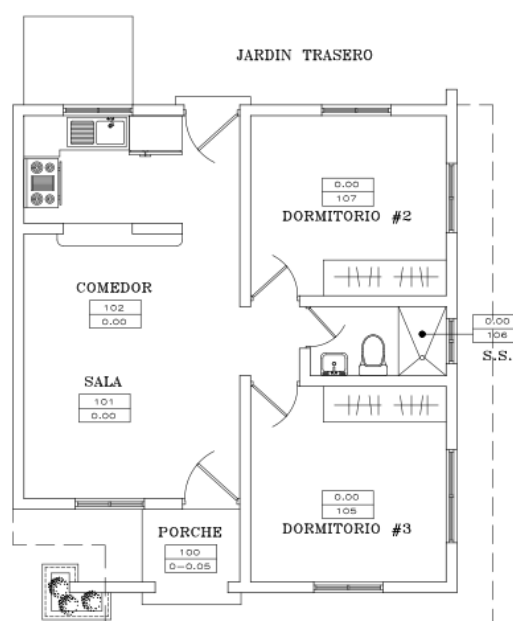 JARDIN TRASERO
0.00
107
DORMITORIO #2
COMEDOR
102
0.00
0.00
106
S.S.
SALA
101
0.00
0.00
105
DORMITORIO #3
PORCHE
100
0-0.05